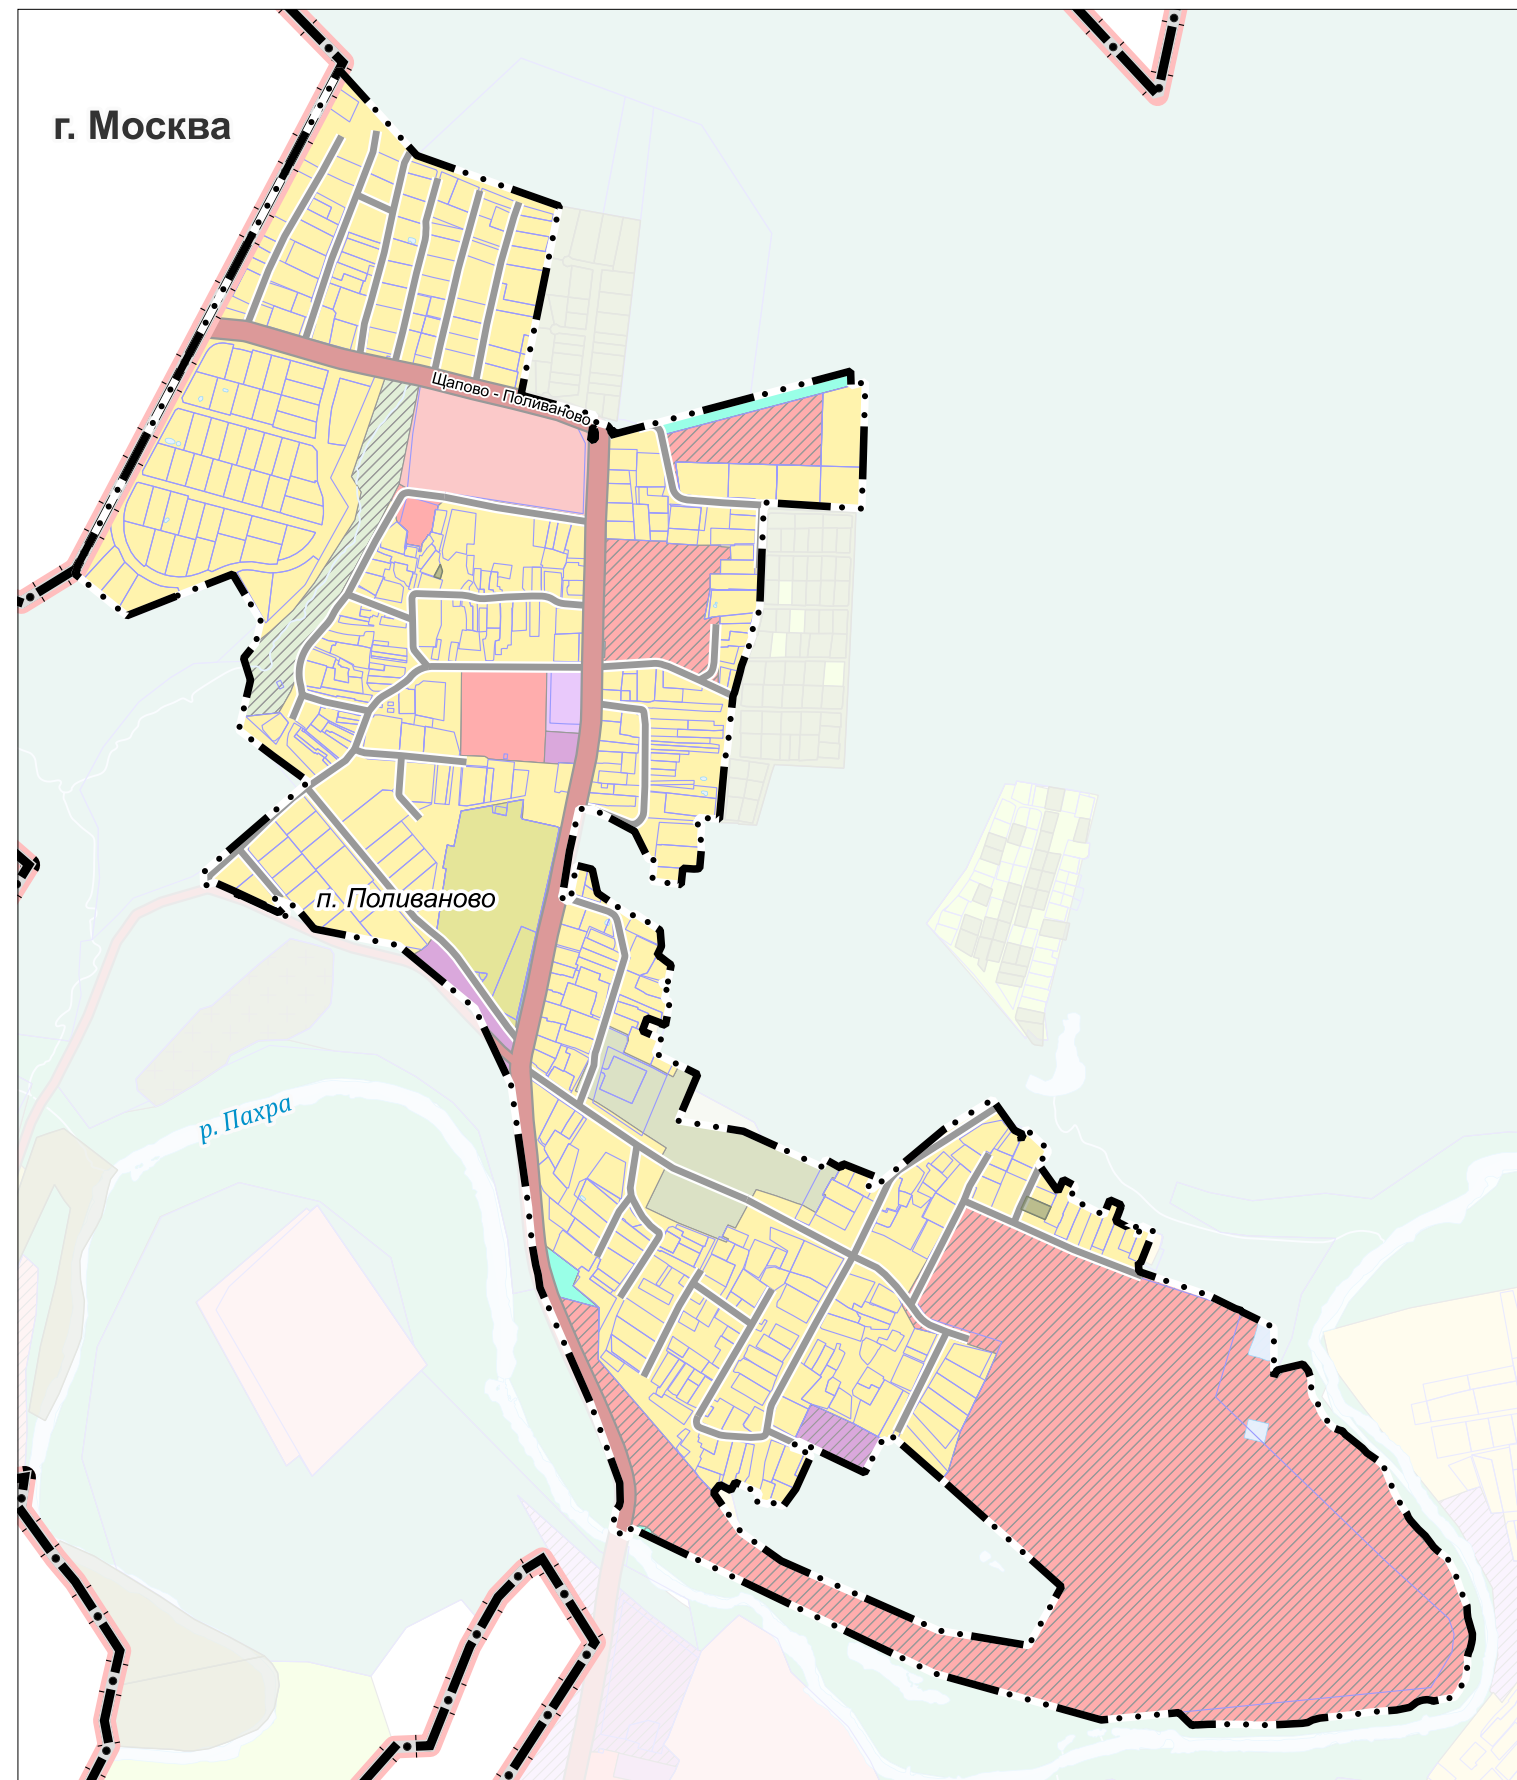 г. Москва
Щапово - Поливаново
п. Поливаново
р. Пахра